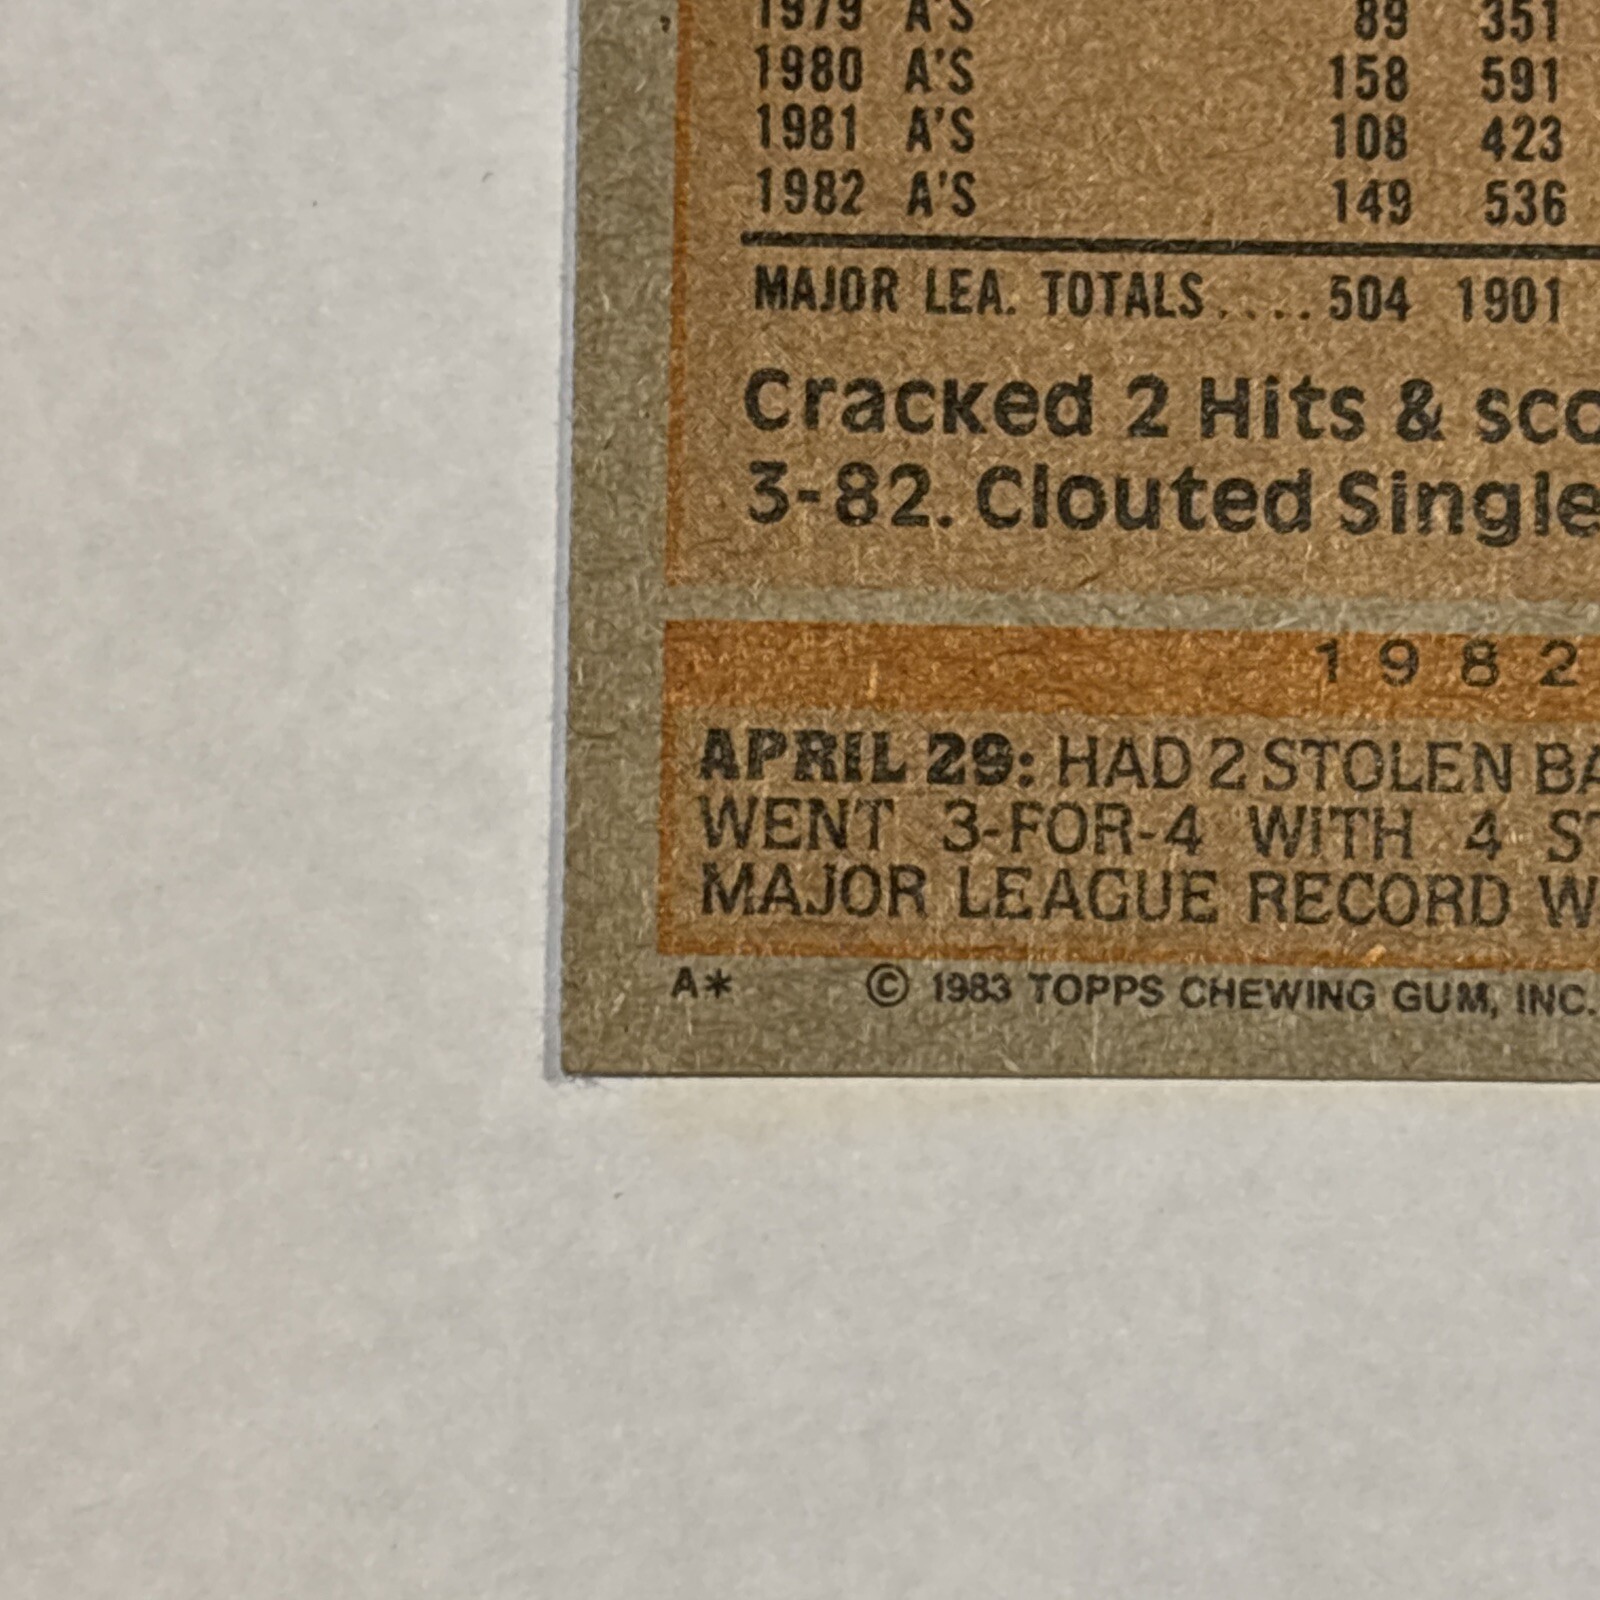 1979 A'S 89 351
1980 A'S 158 591
1981 A'S 108 423
1982 A'S 149 536
MAJOR LEA. TOTALS.... 504 1901
Cracked 2 Hits & sco
3-82. Clouted Single
1982
APRIL 29: HAD 2 STOLEN BA
WENT 3-FOR-4 WITH 4 ST
MAJOR LEAGUE RECORD W
A* © 1983 TOPPS CHEWING GUM, INC.